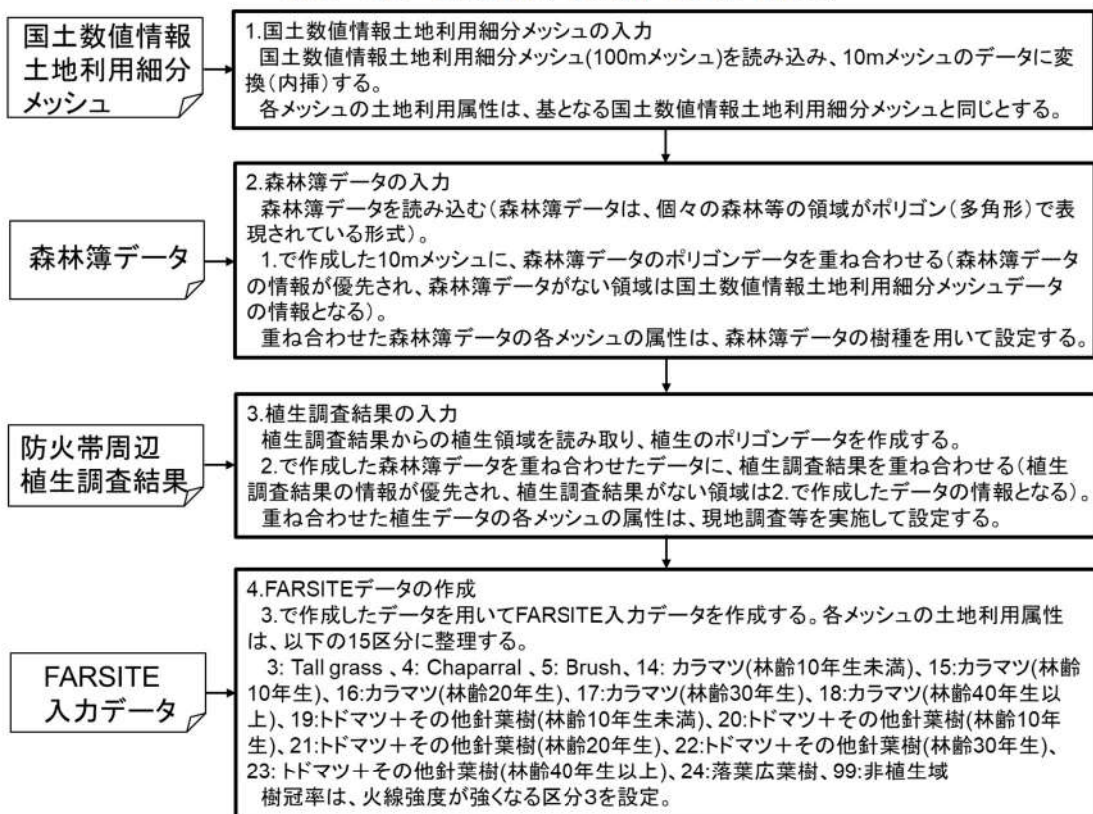 国土数値情報
土地利用細分
メッシュ
1.国土数値情報土地利用細分メッシュの入力
国土数値情報土地利用細分メッシュ(100mメッシュ)を読み込み、10mメッシュのデータに変
換(内挿)する。
各メッシュの土地利用属性は、基となる国土数値情報土地利用細分メッシュと同じとする。
森林簿データ
2.森林簿データの入力
森林簿データを読み込む(森林簿データは、個々の森林等の領域がポリゴン(多角形)で表
現されている形式)。
1.で作成した10mメッシュに、森林簿データのポリゴンデータを重ね合わせる(森林簿データ
の情報が優先され、森林簿データがない領域は国土数値情報土地利用細分メッシュデータ
の情報となる)。
重ね合わせた森林簿データの各メッシュの属性は、森林簿データの樹種を用いて設定する。
防火帯周辺
植生調査結果
3.植生調査結果の入力
植生調査結果からの植生領域を読み取り、植生のポリゴンデータを作成する。
2.で作成した森林簿データを重ね合わせたデータに、植生調査結果を重ね合わせる(植生
調査結果の情報が優先され、植生調査結果がない領域は2.で作成したデータの情報となる)。
重ね合わせた植生データの各メッシュの属性は、現地調査等を実施して設定する。
FARSITE
入力データ
4.FARSITEデータの作成
3.で作成したデータを用いてFARSITE入力データを作成する。各メッシュの土地利用属性
は、以下の15区分に整理する。
3: Tall grass 、4: Chaparral 、5: Brush、14: カラマツ(林齢10年生未満)、15:カラマツ(林齢
10年生)、16:カラマツ(林齢20年生)、17:カラマツ(林齢30年生)、18:カラマツ(林齢40年生以
上)、19:トドマツ+その他針葉樹(林齢10年生未満)、20:トドマツ+その他針葉樹(林齢10年
生)、21:トドマツ+その他針葉樹(林齢20年生)、22:トドマツ+その他針葉樹(林齢30年生)、
23: トドマツ+その他針葉樹(林齢40年生以上)、24:落葉広葉樹、99:非植生域
樹冠率は、火線強度が強くなる区分3を設定。